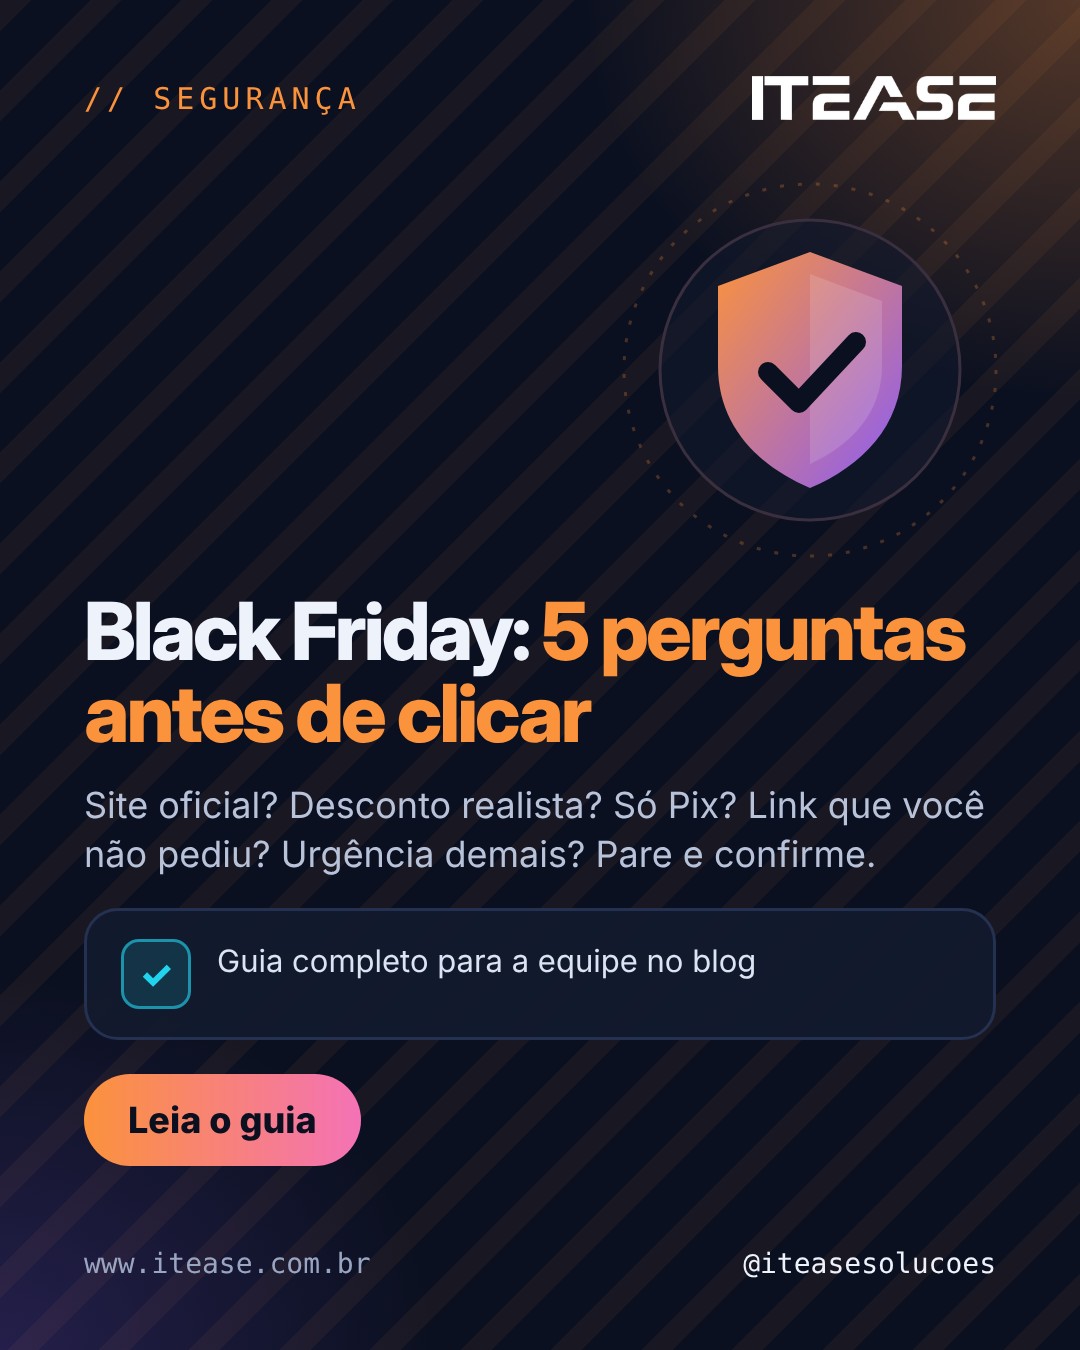 // SEGURANÇA
ITEASE
Black Friday: 5 perguntas
antes de clicar
Site oficial? Desconto realista? Só Pix? Link que você
não pediu? Urgência demais? Pare e confirme.
Guia completo para a equipe no blog
Leia o guia
www.itease.com.br
@iteasesolucoes